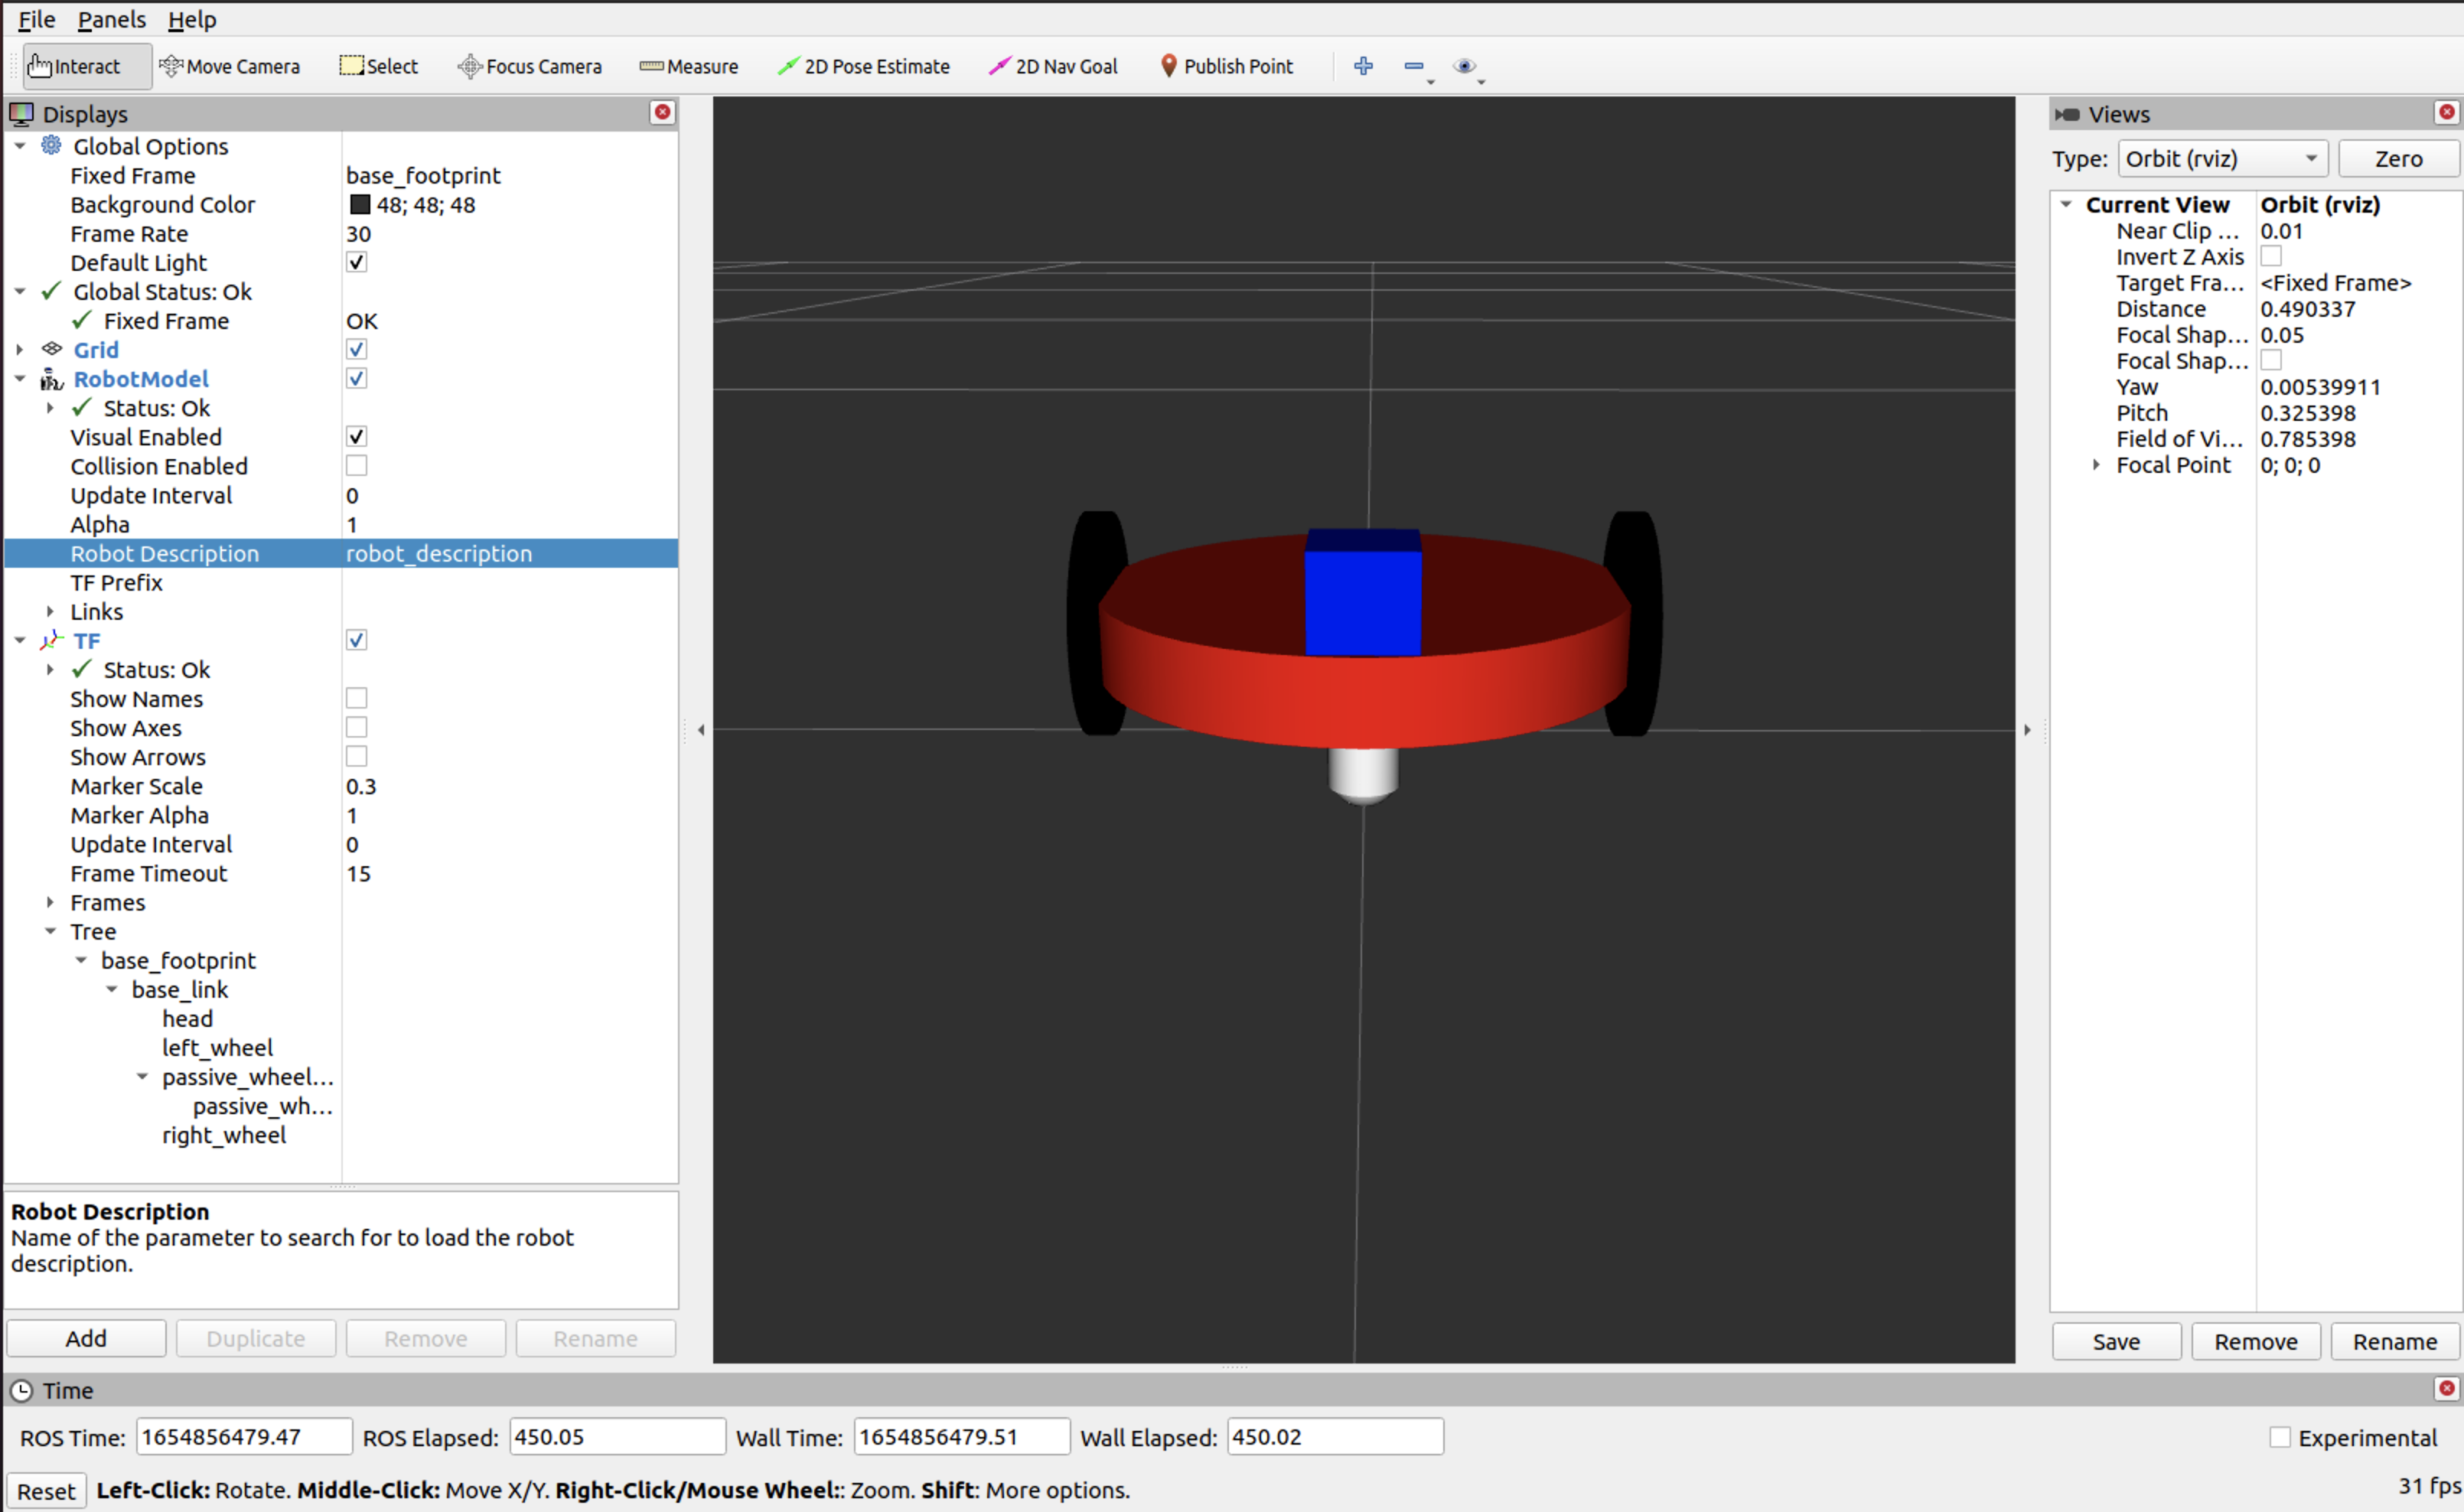 File Panels Help
Interact Move Camera Select Focus Camera Measure 2D Pose Estimate 2D Nav Goal Publish Point
Displays
Global Options
Fixed Frame base_footprint
Background Color 48; 48; 48
Frame Rate 30
Default Light
Global Status: Ok
Fixed Frame OK
Grid
RobotModel
Status: Ok
Visual Enabled
Collision Enabled
Update Interval 0
Alpha 1
Robot Description robot_description
TF Prefix
Links
TF
Status: Ok
Show Names
Show Axes
Show Arrows
Marker Scale 0.3
Marker Alpha 1
Update Interval 0
Frame Timeout 15
Frames
Tree
base_footprint
base_link
head
left_wheel
passive_wheel...
passive_wh...
right_wheel
Robot Description
Name of the parameter to search for to load the robot
description.
Add Duplicate Remove Rename
Views
Type: Orbit (rviz) Zero
Current View Orbit (rviz)
Near Clip ... 0.01
Invert Z Axis
Target Fra... <Fixed Frame>
Distance 0.490337
Focal Shap... 0.05
Focal Shap...
Yaw 0.00539911
Pitch 0.325398
Field of Vi... 0.785398
Focal Point 0; 0; 0
Save Remove Rename
Time
ROS Time: 1654856479.47 ROS Elapsed: 450.05 Wall Time: 1654856479.51 Wall Elapsed: 450.02 Experimental
Reset Left-Click: Rotate. Middle-Click: Move X/Y. Right-Click/Mouse Wheel:: Zoom. Shift: More options. 31 fps